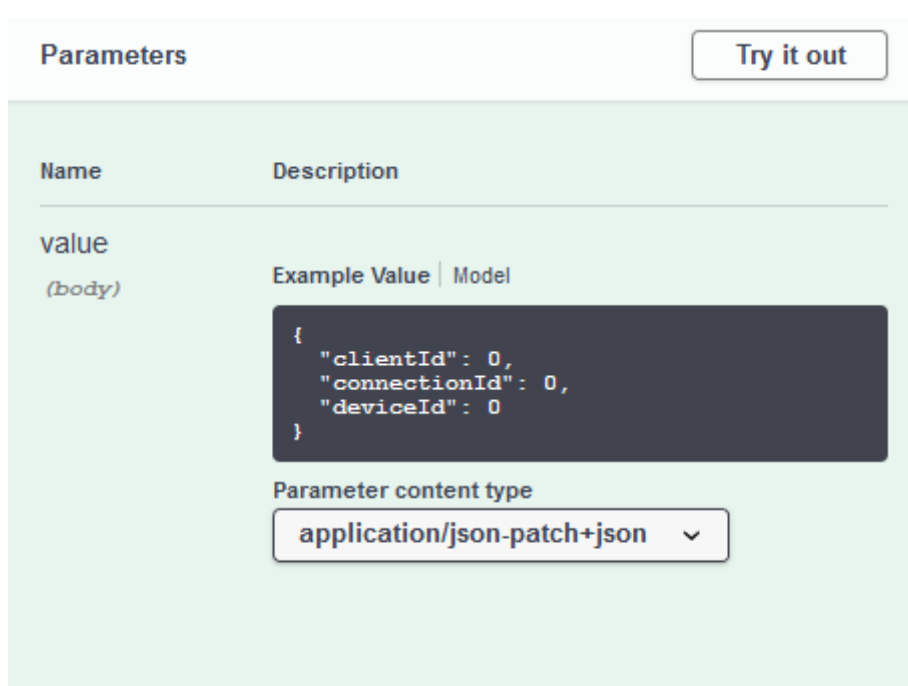 Parameters
Try it out
Name Description
value
(body)
Example Value | Model
{
  "clientId": 0,
  "connectionId": 0,
  "deviceId": 0
}
Parameter content type
application/json-patch+json